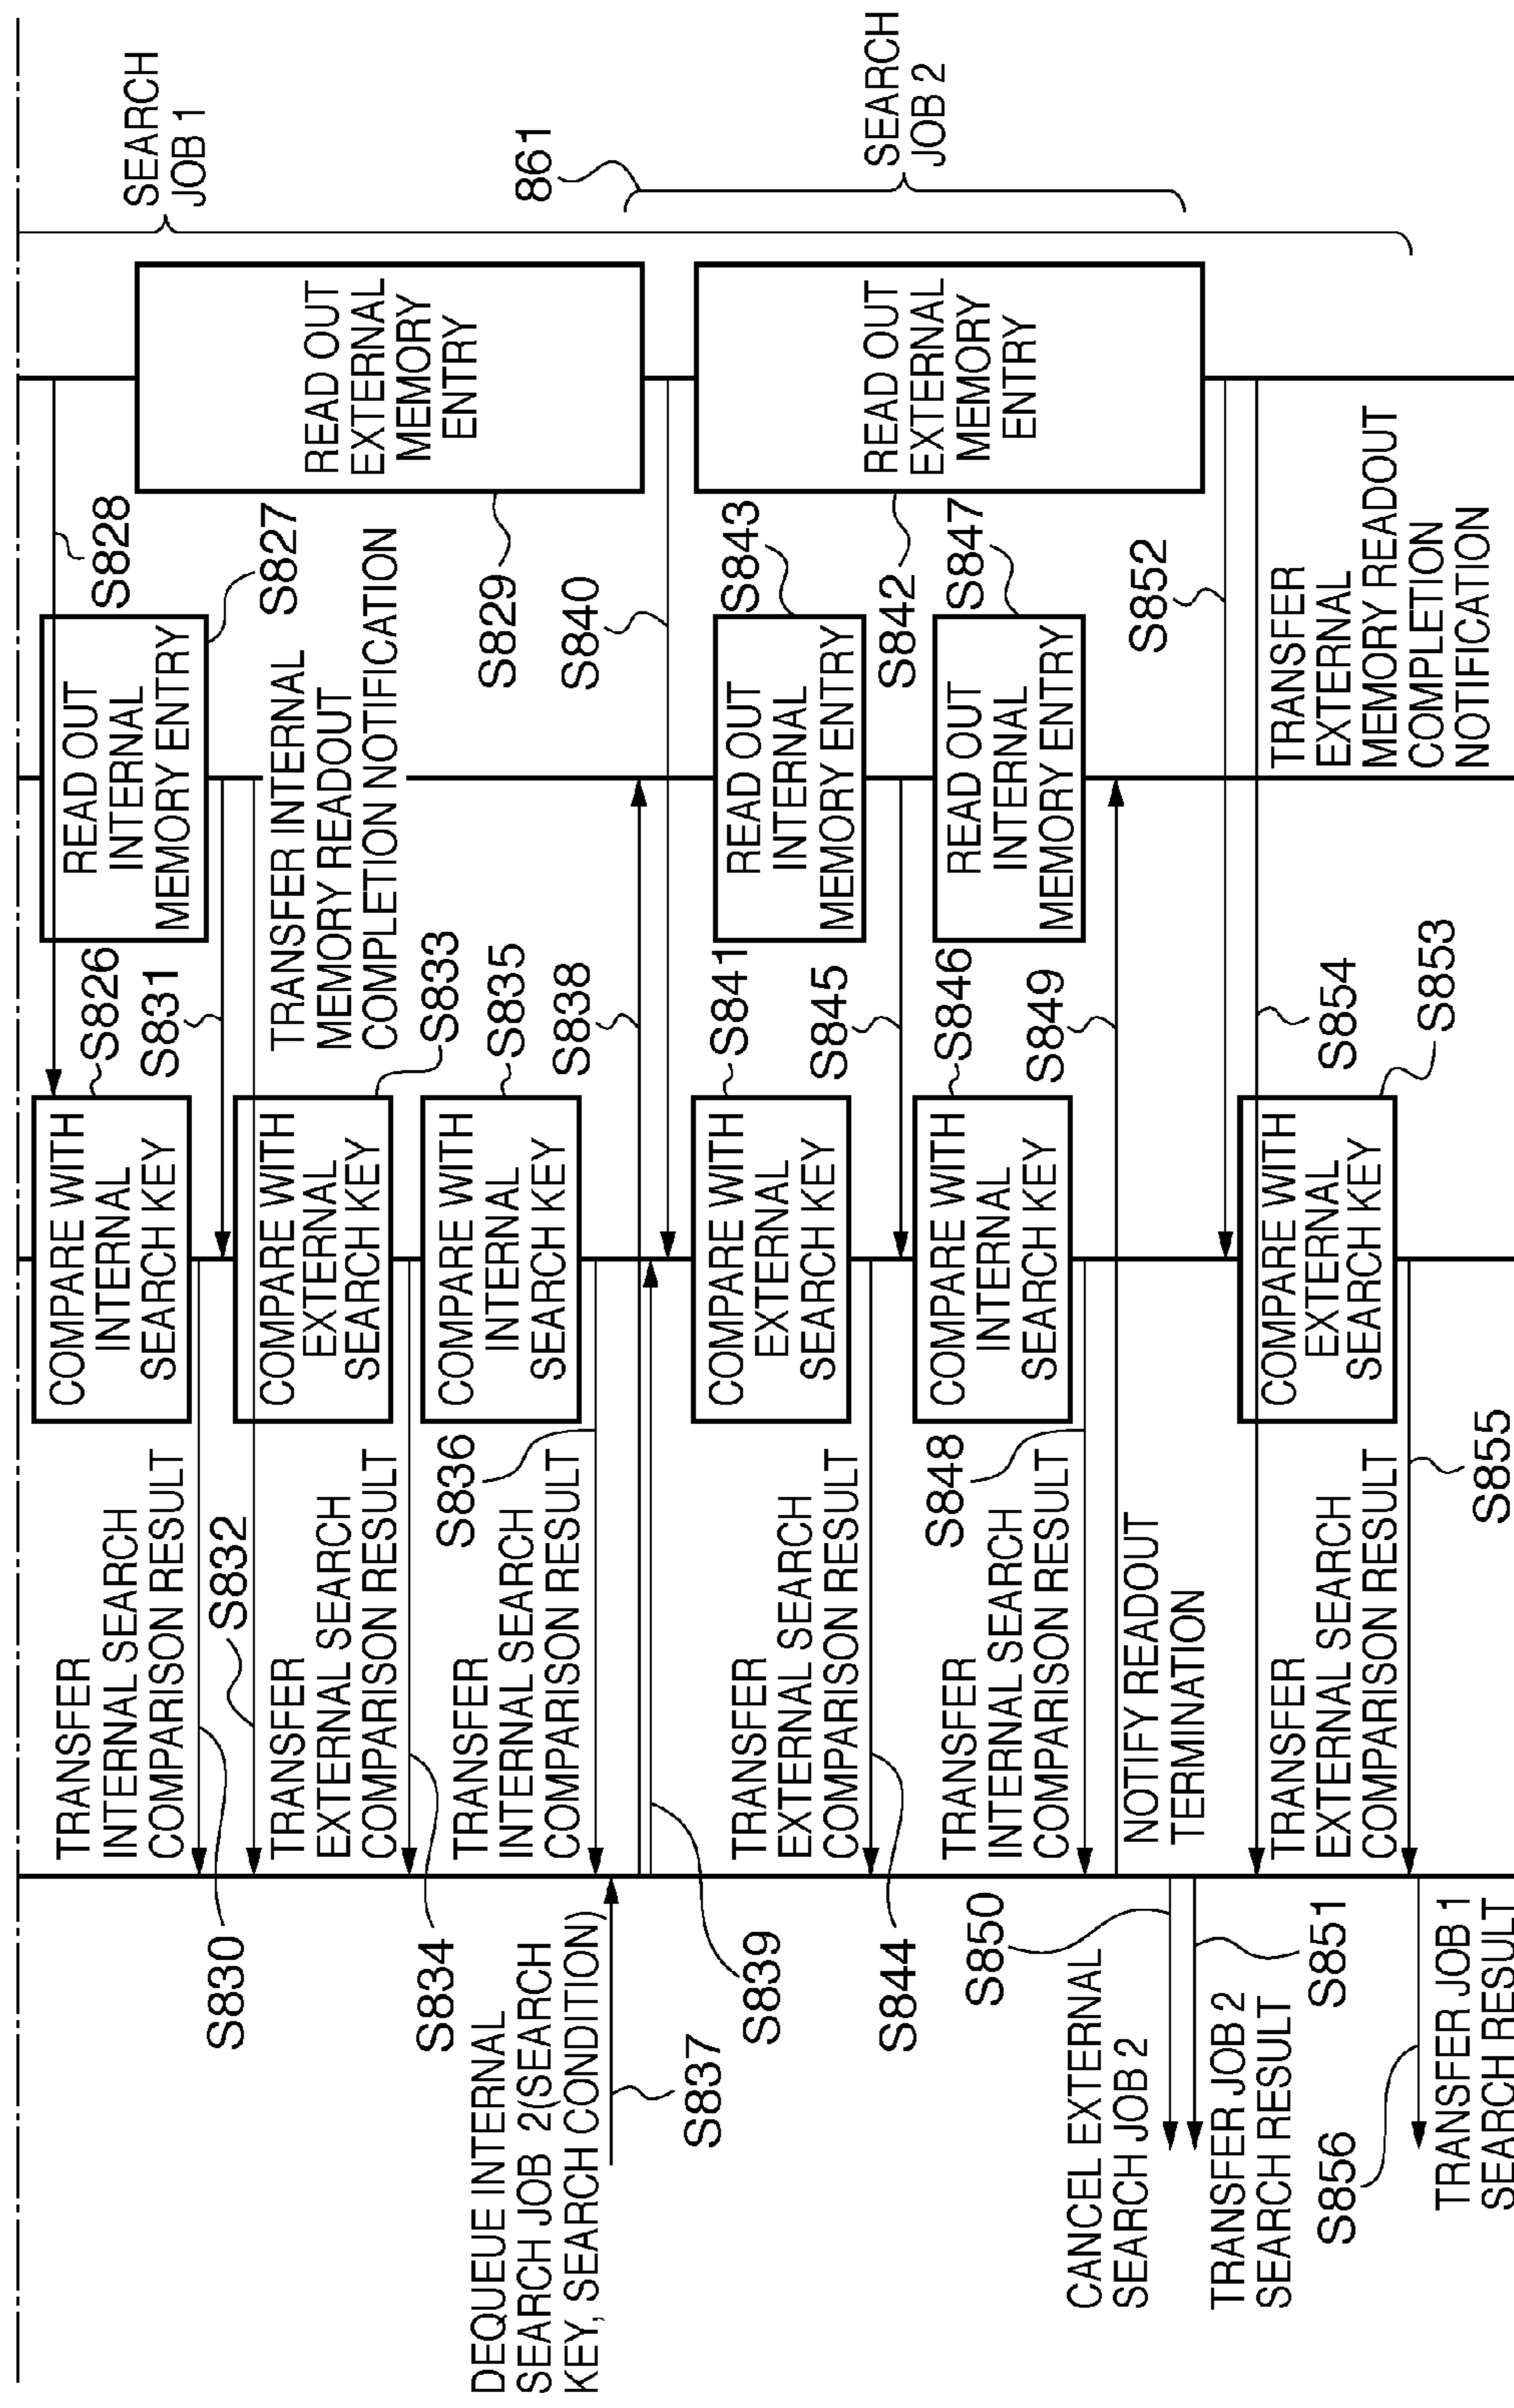 SEARCH
JOB 1
861
SEARCH
JOB 2
READ OUT
EXTERNAL
MEMORY
ENTRY
READ OUT
EXTERNAL
MEMORY
ENTRY
S828
S827
S829
S840
S843
S842
S847
S852
READ OUT
INTERNAL
MEMORY ENTRY
TRANSFER INTERNAL
MEMORY READOUT
COMPLETION NOTIFICATION
READ OUT
INTERNAL
MEMORY ENTRY
READ OUT
INTERNAL
MEMORY ENTRY
TRANSFER
EXTERNAL
MEMORY READOUT
COMPLETION
NOTIFICATION
S826
S831
S833
S835
S838
S841
S845
S846
S849
S854
S853
COMPARE WITH
INTERNAL
SEARCH KEY
COMPARE WITH
EXTERNAL
SEARCH KEY
COMPARE WITH
INTERNAL
SEARCH KEY
COMPARE WITH
EXTERNAL
SEARCH KEY
COMPARE WITH
INTERNAL
SEARCH KEY
COMPARE WITH
EXTERNAL
SEARCH KEY
TRANSFER
INTERNAL SEARCH
COMPARISON RESULT
S832
TRANSFER
EXTERNAL SEARCH
COMPARISON RESULT
S836
TRANSFER
INTERNAL SEARCH
COMPARISON RESULT
TRANSFER
EXTERNAL SEARCH
COMPARISON RESULT
S848
TRANSFER
INTERNAL SEARCH
COMPARISON RESULT
NOTIFY READOUT
TERMINATION
TRANSFER
EXTERNAL SEARCH
COMPARISON RESULT
S855
S830
S834
DEQUEUE INTERNAL
SEARCH JOB 2(SEARCH
KEY, SEARCH CONDITION)
S837
S839
S844
S850
CANCEL EXTERNAL
SEARCH JOB 2
S851
TRANSFER JOB 2
SEARCH RESULT
S856
TRANSFER JOB 1
SEARCH RESULT